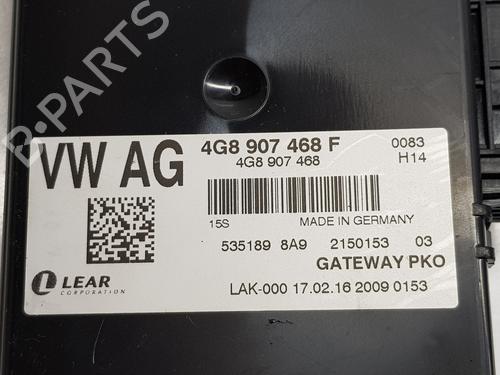 B-PARTS
VW AG
4G8 907 468 F
0083
4G8 907 468
H14
15S
MADE IN GERMANY
535189 8A9 2150153 03
GATEWAY PKO
LEAR
CORPORATION
LAK-000 17.02.16 2009 0153